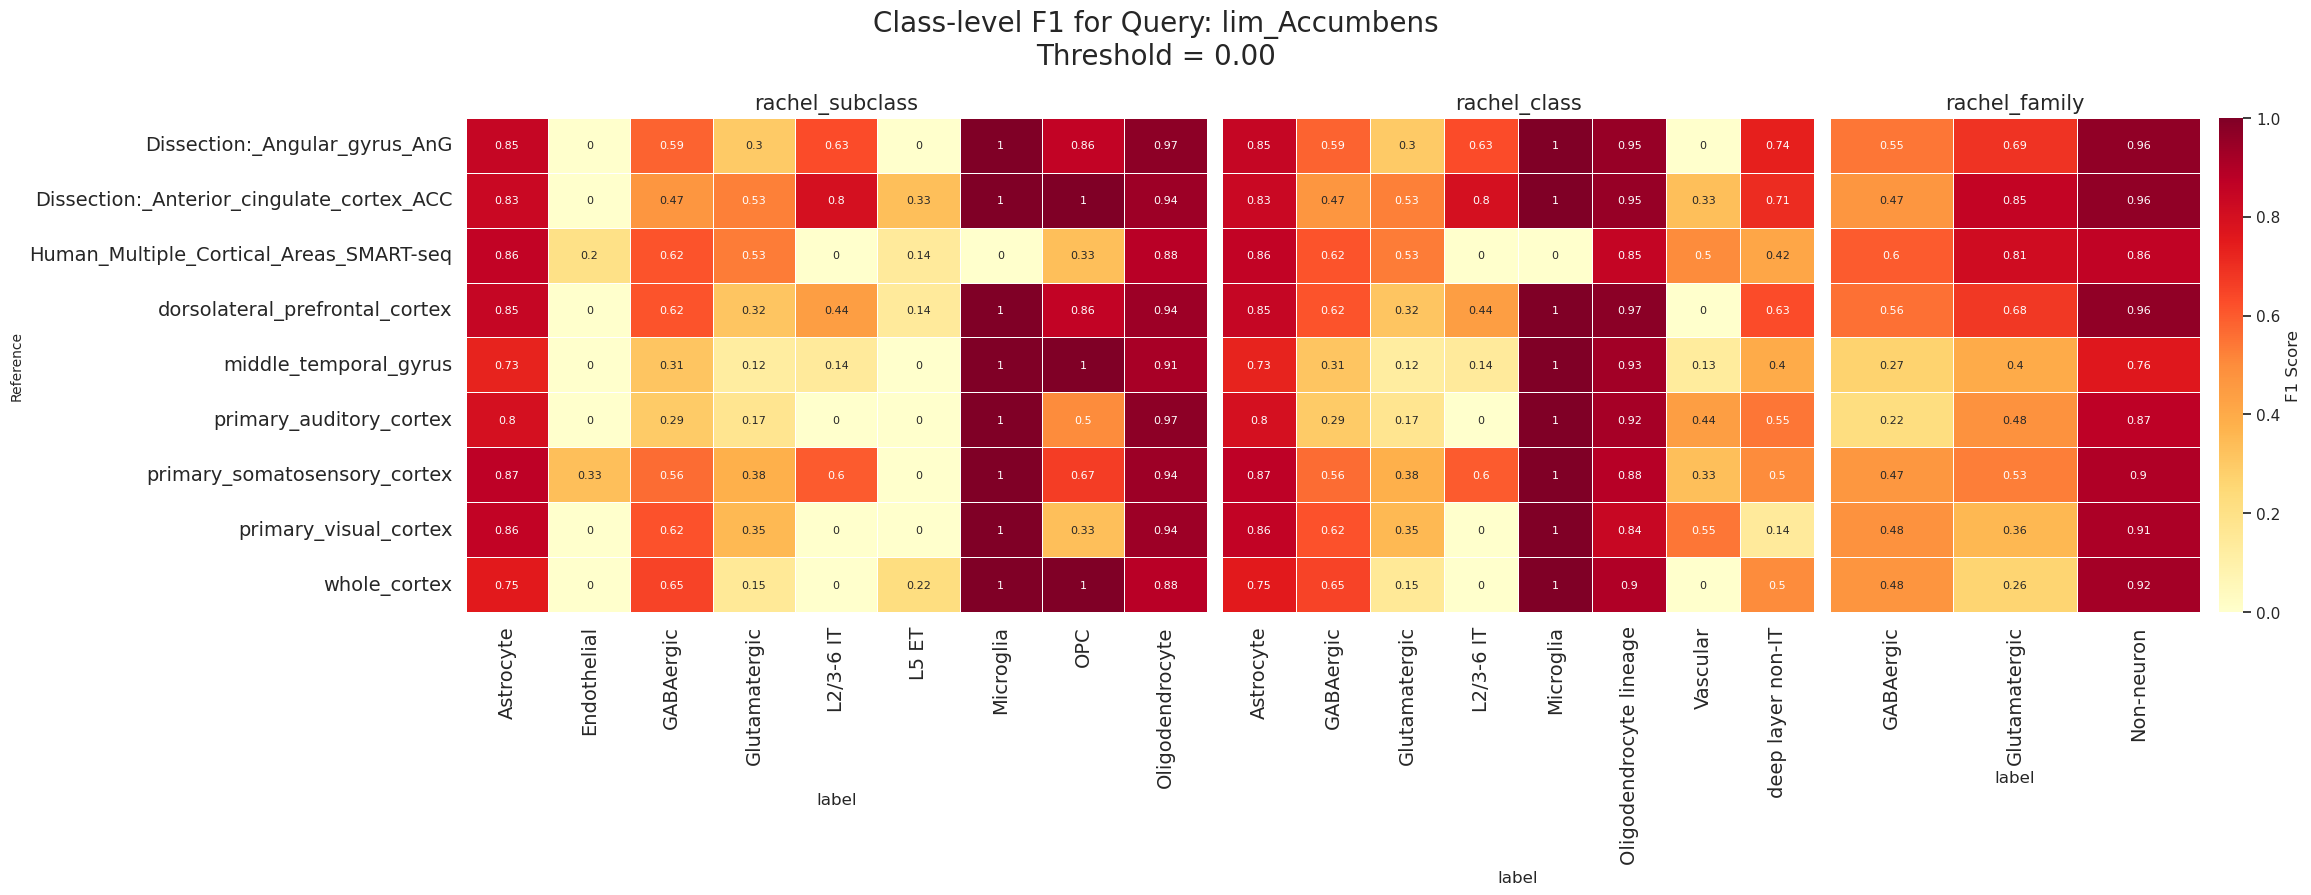 Class-level F1 for Query: lim_Accumbens
Threshold = 0.00
rachel_subclass rachel_class rachel_family
Reference
Dissection:_Angular_gyrus_AnG 0.85 0 0.59 0.3 0.63 0 1 0.86 0.97 0.85 0.59 0.3 0.63 1 0.95 0 0.74 0.55 0.69 0.96
Dissection:_Anterior_cingulate_cortex_ACC 0.83 0 0.47 0.53 0.8 0.33 1 1 0.94 0.83 0.47 0.53 0.8 1 0.95 0.33 0.71 0.47 0.85 0.96
Human_Multiple_Cortical_Areas_SMART-seq 0.86 0.2 0.62 0.53 0 0.14 0 0.33 0.88 0.86 0.62 0.53 0 0 0.85 0.5 0.42 0.6 0.81 0.86
dorsolateral_prefrontal_cortex 0.85 0 0.62 0.32 0.44 0.14 1 0.86 0.94 0.85 0.62 0.32 0.44 1 0.97 0 0.63 0.56 0.68 0.96
middle_temporal_gyrus 0.73 0 0.31 0.12 0.14 0 1 1 0.91 0.73 0.31 0.12 0.14 1 0.93 0.13 0.4 0.27 0.4 0.76
primary_auditory_cortex 0.8 0 0.29 0.17 0 0 1 0.5 0.97 0.8 0.29 0.17 0 1 0.92 0.44 0.55 0.22 0.48 0.87
primary_somatosensory_cortex 0.87 0.33 0.56 0.38 0.6 0 1 0.67 0.94 0.87 0.56 0.38 0.6 1 0.88 0.33 0.5 0.47 0.53 0.9
primary_visual_cortex 0.86 0 0.62 0.35 0 0 1 0.33 0.94 0.86 0.62 0.35 0 1 0.84 0.55 0.14 0.48 0.36 0.91
whole_cortex 0.75 0 0.65 0.15 0 0.22 1 1 0.88 0.75 0.65 0.15 0 1 0.9 0 0.5 0.48 0.26 0.92
Astrocyte
Endothelial
GABAergic
Glutamatergic
L2/3-6 IT
L5 ET
Microglia
OPC
Oligodendrocyte
label
Astrocyte
GABAergic
Glutamatergic
L2/3-6 IT
Microglia
Oligodendrocyte lineage
Vascular
deep layer non-IT
label
GABAergic
Glutamatergic
Non-neuron
label
1.0
0.8
0.6
0.4
0.2
0.0
F1 Score